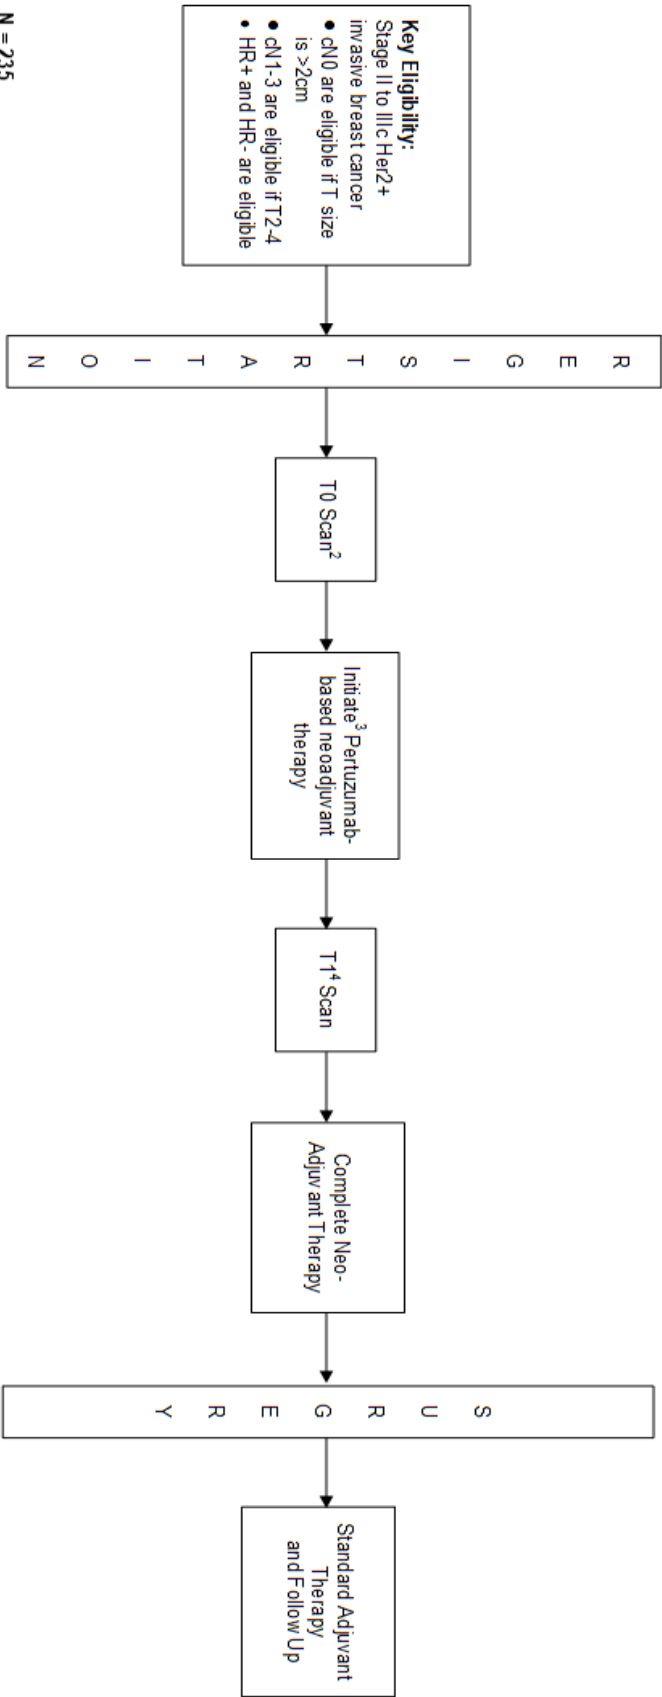 Key Eligibility:
Stage II to IIIc Her2+
invasive breast cancer
• cN0 are eligible if T size
is >2cm
• cN1-3 are eligible if T2-4
• HR+ and HR- are eligible
R E G I S T R A T I O N
T0 Scan²
Initiate³ Pertuzumab-
based neoadjuvant
therapy
T1⁴ Scan
Complete Neo-
Adjuvant Therapy
S U R G E R Y
Standard Adjuvant
Therapy
and Follow Up
N = 235